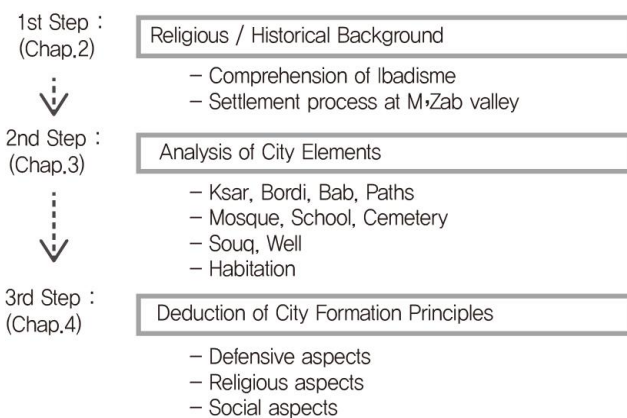 1st Step :
(Chap.2)
Religious / Historical Background
- Comprehension of Ibadisme
- Settlement process at M,Zab valley
2nd Step :
(Chap.3)
Analysis of City Elements
- Ksar, Bordi, Bab, Paths
- Mosque, School, Cemetery
- Souq, Well
- Habitation
3rd Step :
(Chap.4)
Deduction of City Formation Principles
- Defensive aspects
- Religious aspects
- Social aspects